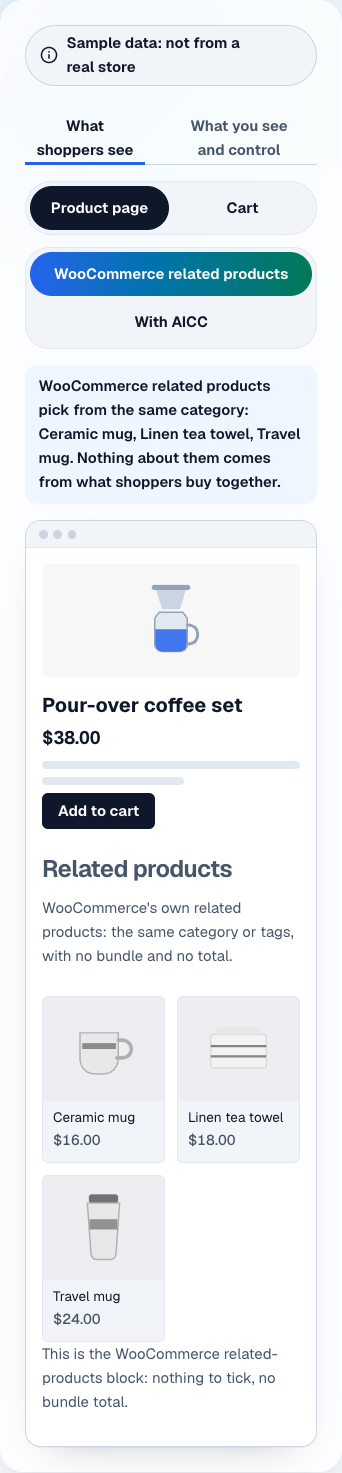 Sample data: not from a
real store
What
shoppers see
What you see
and control
Product page
Cart
WooCommerce related products
With AICC
WooCommerce related products
pick from the same category:
Ceramic mug, Linen tea towel, Travel
mug. Nothing about them comes
from what shoppers buy together.
Pour-over coffee set
$38.00
Add to cart
Related products
WooCommerce's own related
products: the same category or tags,
with no bundle and no total.
Ceramic mug
$16.00
Linen tea towel
$18.00
Travel mug
$24.00
This is the WooCommerce related-
products block: nothing to tick, no
bundle total.